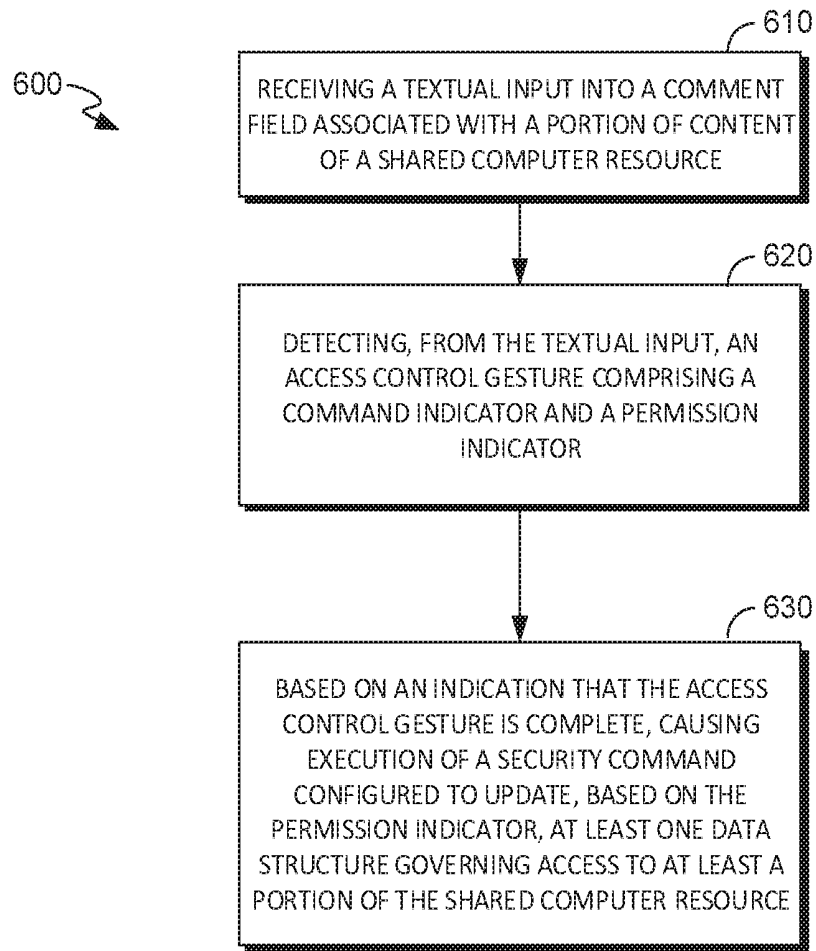 610
600
RECEIVING A TEXTUAL INPUT INTO A COMMENT
FIELD ASSOCIATED WITH A PORTION OF CONTENT
OF A SHARED COMPUTER RESOURCE
620
DETECTING, FROM THE TEXTUAL INPUT, AN
ACCESS CONTROL GESTURE COMPRISING A
COMMAND INDICATOR AND A PERMISSION
INDICATOR
630
BASED ON AN INDICATION THAT THE ACCESS
CONTROL GESTURE IS COMPLETE, CAUSING
EXECUTION OF A SECURITY COMMAND
CONFIGURED TO UPDATE, BASED ON THE
PERMISSION INDICATOR, AT LEAST ONE DATA
STRUCTURE GOVERNING ACCESS TO AT LEAST A
PORTION OF THE SHARED COMPUTER RESOURCE